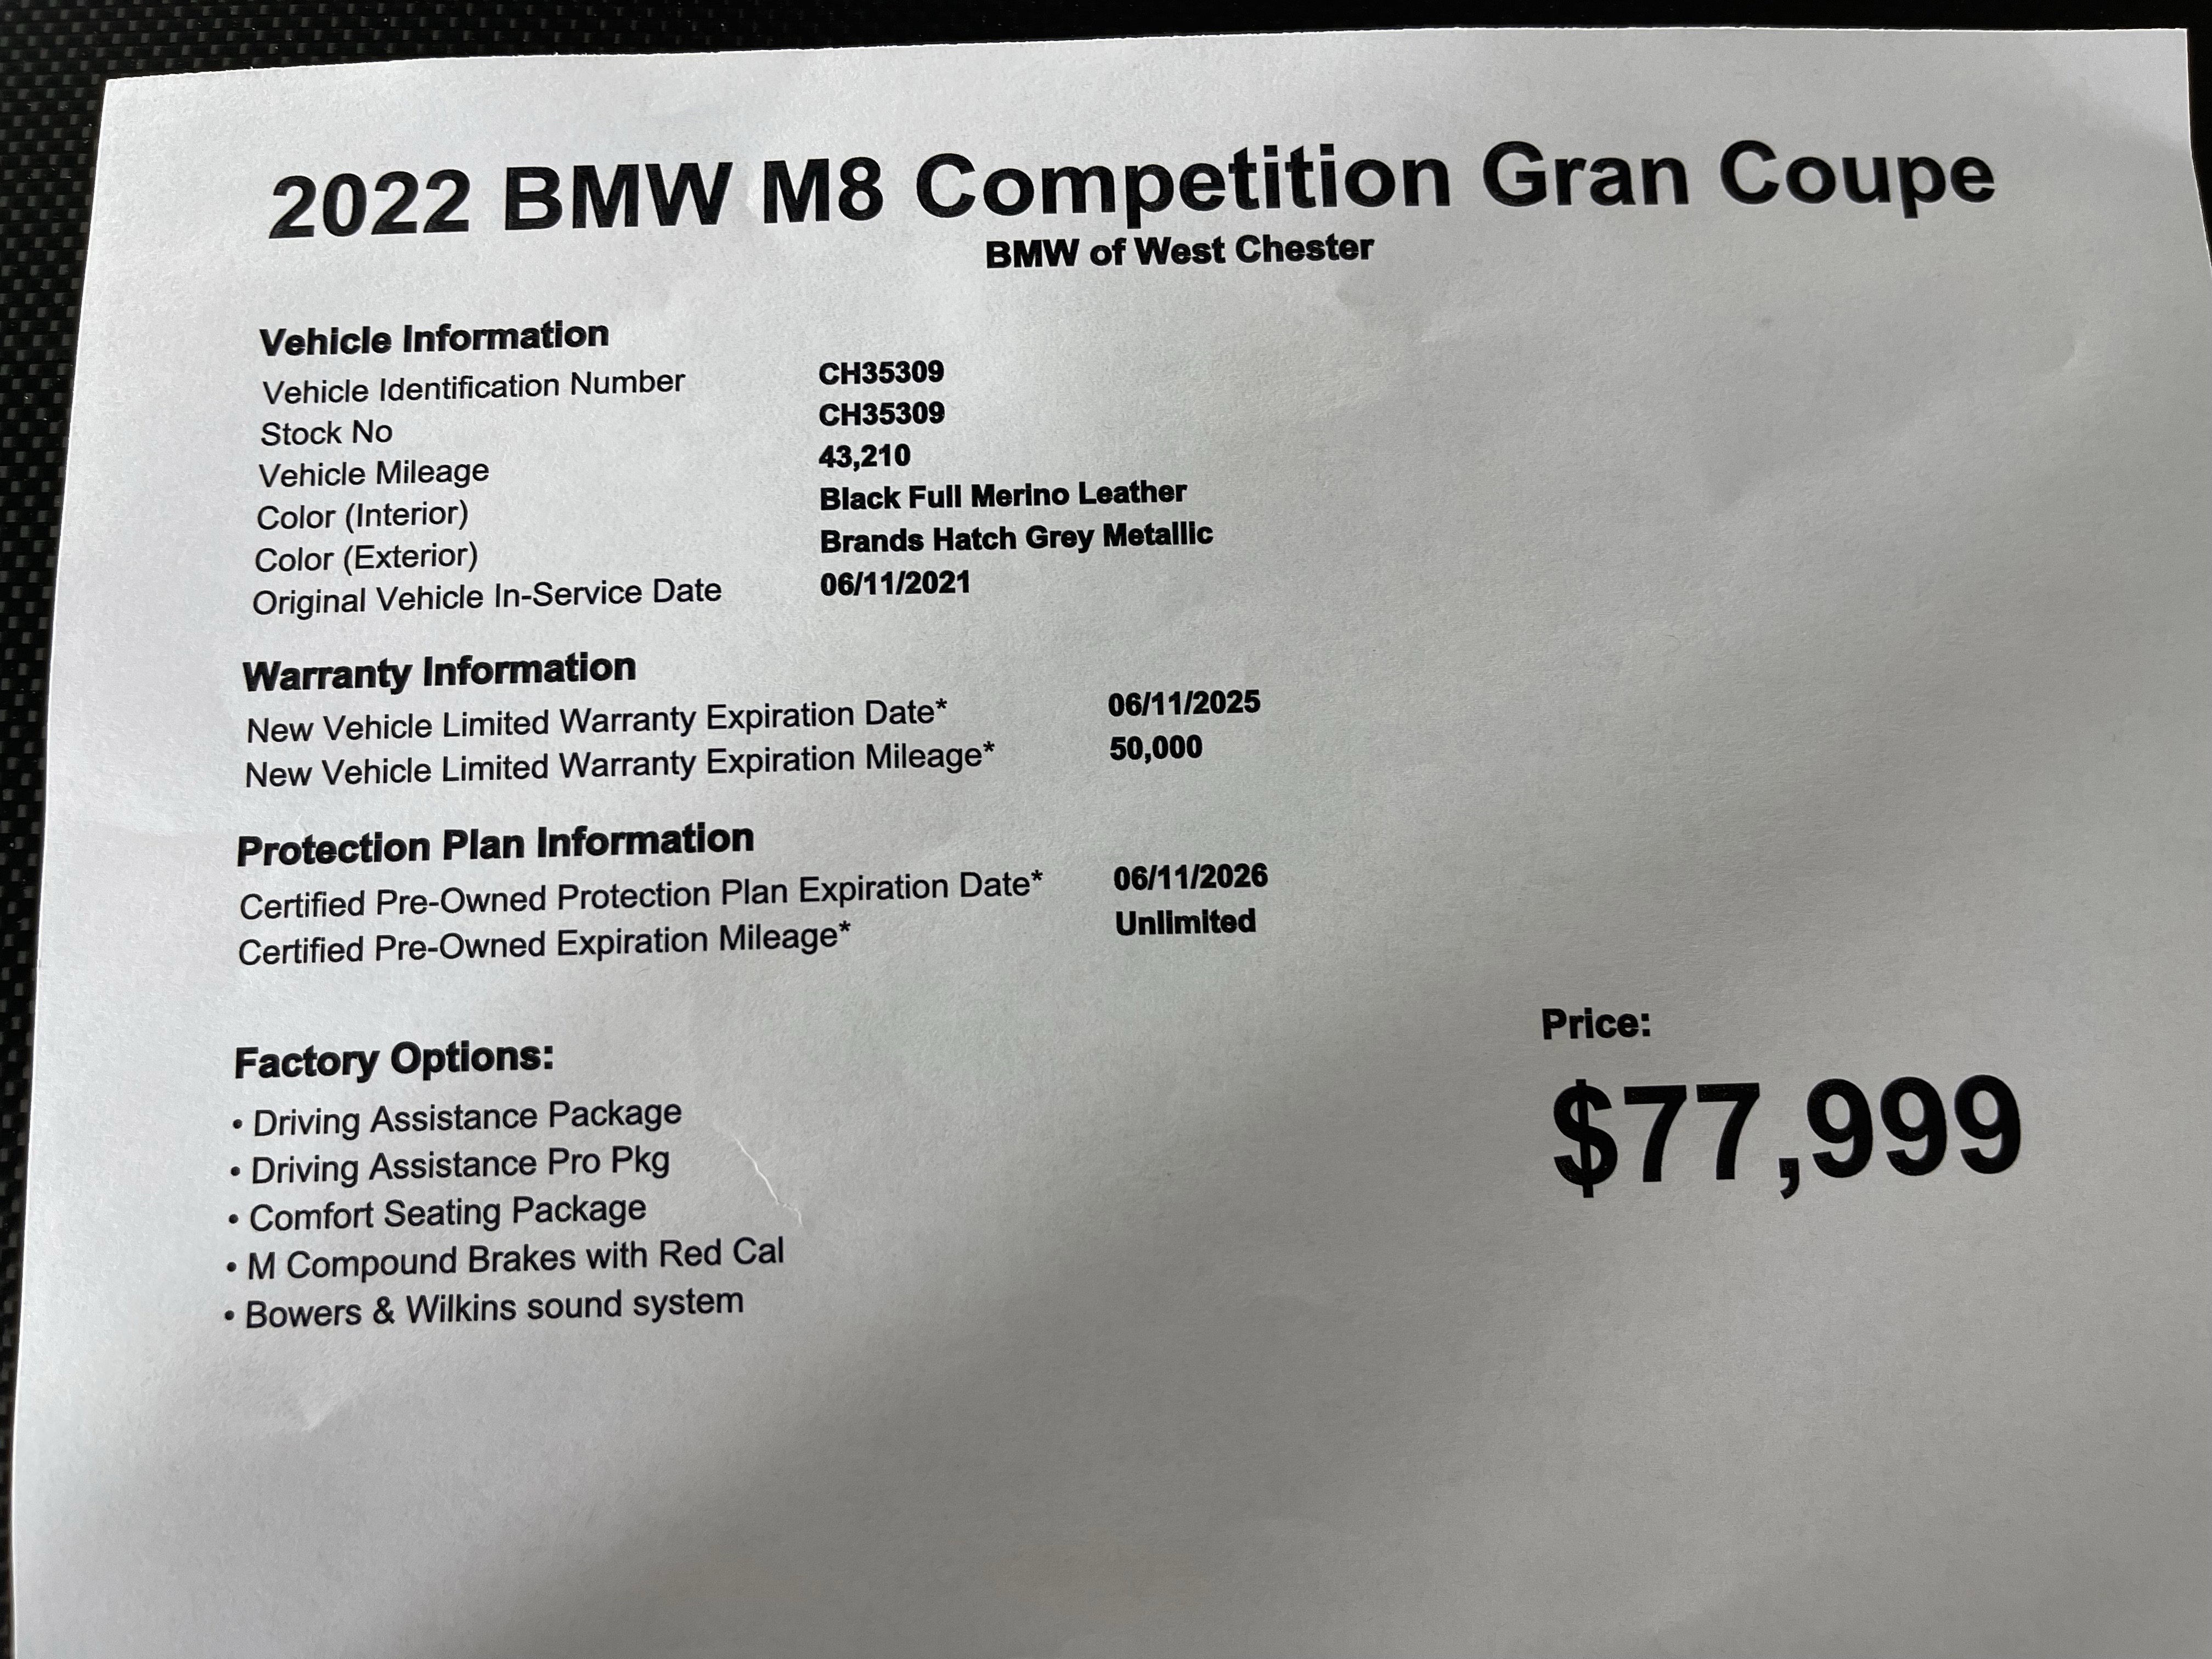 2022 BMW M8 Competition Gran Coupe
BMW of West Chester
Vehicle Information
Vehicle Identification Number CH35309
Stock No CH35309
Vehicle Mileage 43,210
Color (Interior) Black Full Merino Leather
Color (Exterior) Brands Hatch Grey Metallic
Original Vehicle In-Service Date 06/11/2021
Warranty Information
New Vehicle Limited Warranty Expiration Date* 06/11/2025
New Vehicle Limited Warranty Expiration Mileage* 50,000
Protection Plan Information
Certified Pre-Owned Protection Plan Expiration Date* 06/11/2026
Certified Pre-Owned Expiration Mileage* Unlimited
Factory Options:
• Driving Assistance Package
• Driving Assistance Pro Pkg
• Comfort Seating Package
• M Compound Brakes with Red Cal
• Bowers & Wilkins sound system
Price:
$77,999